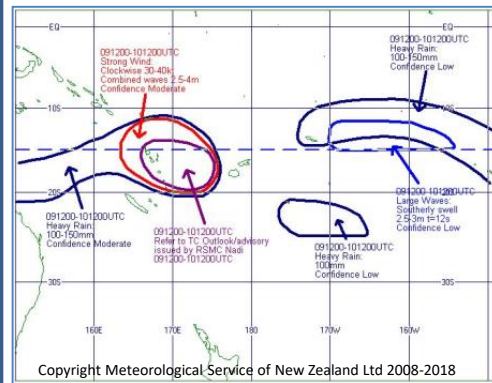 EQ
EQ
091200-101200UTC
Strong Wind:
Clockwise 30-40k
Combined waves 2.5-4m
Confidence Moderate
091200-101200UTC
Heavy Rain:
100-150mm
Confidence Low
10S
10S
20S
091200-101200UTC
Large Waves:
Southerly swell
2.5-3m t=12s
Confidence Low
091200-101200UTC
Heavy Rain:
100-150mm
Confidence Moderate
091200-101200UTC
Refer to TC Outlook/advisory
issued by RSMC Nadi
091200-101200UTC
091200-101200UTC
Heavy Rain:
100mm
Confidence Low
30S
30S
160E
170E
180
170W
160W
Copyright Meteorological Service of New Zealand Ltd 2008-2018